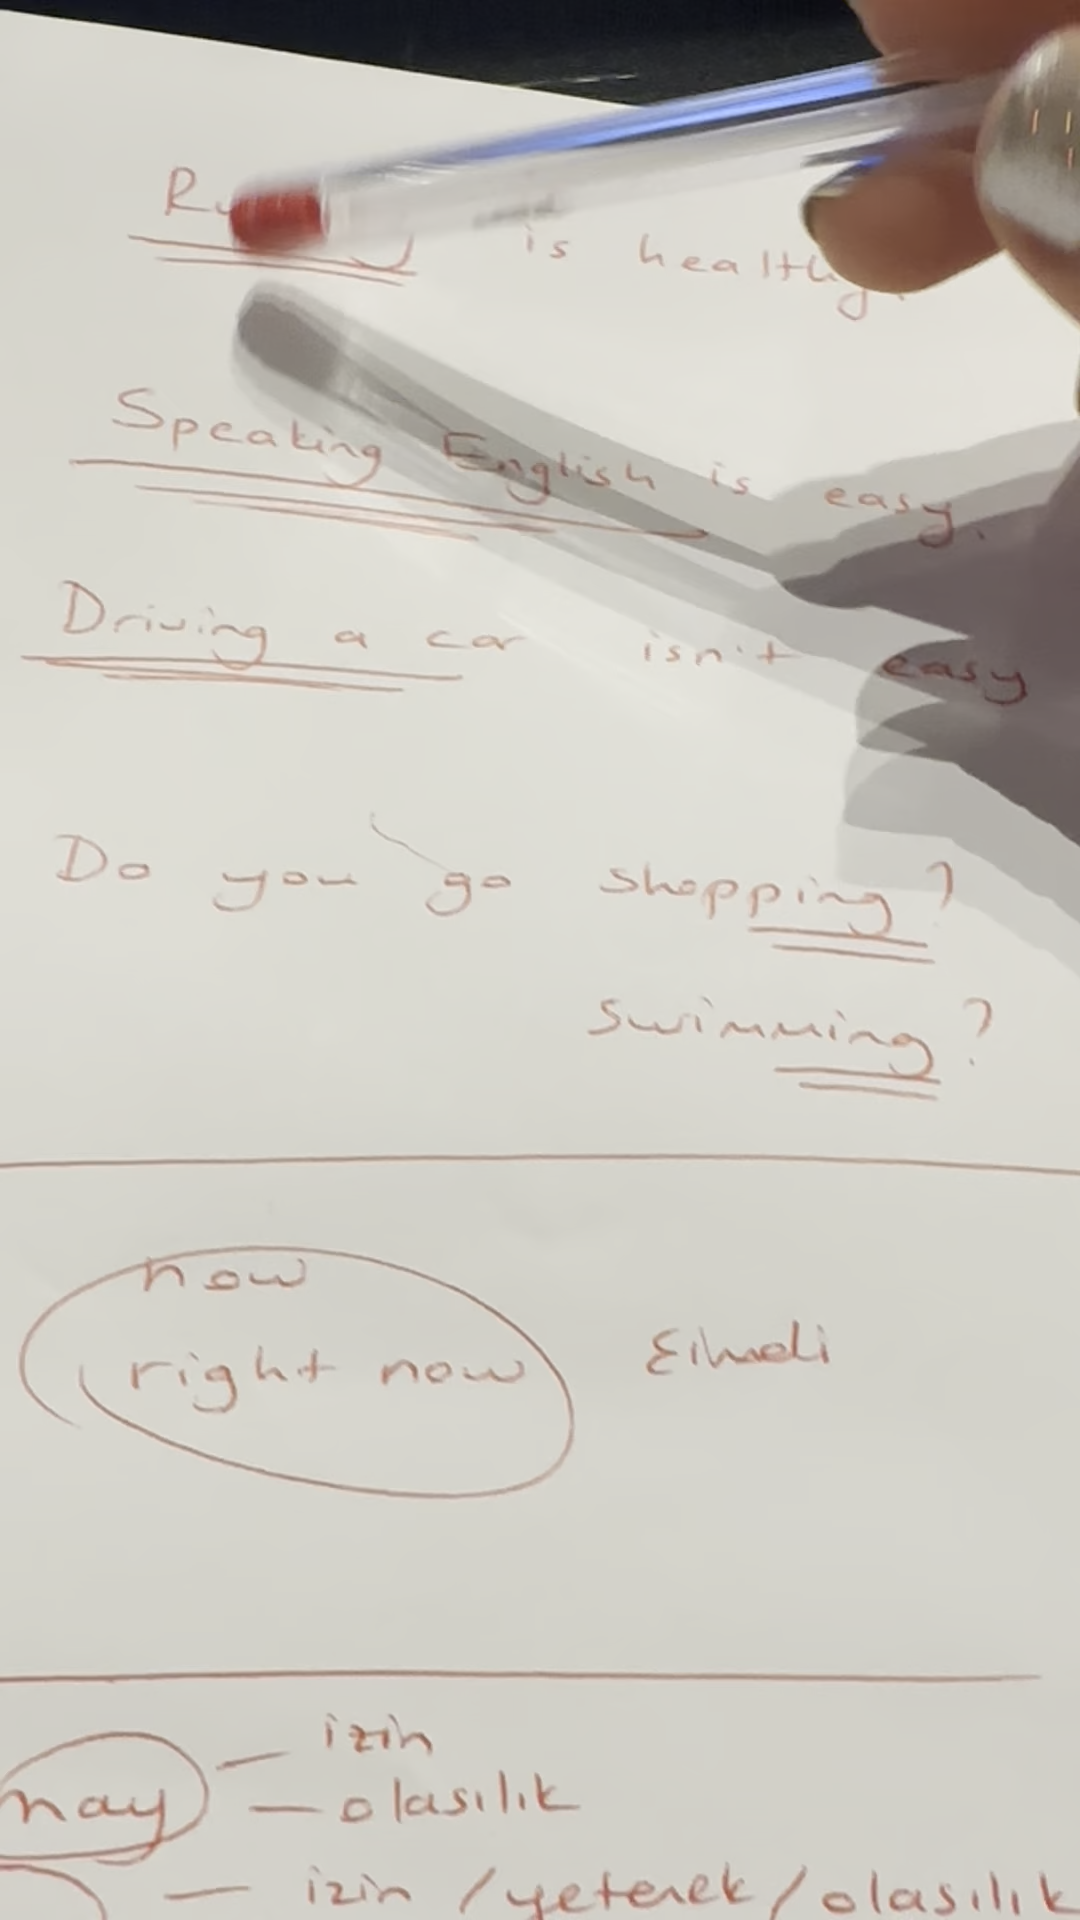 is healthy.
Speaking English is easy.
Driving a car isn't easy
Do you go shopping?
swimming?
now
right now
may
izin
olasılık
izin / yetenek / olasılık